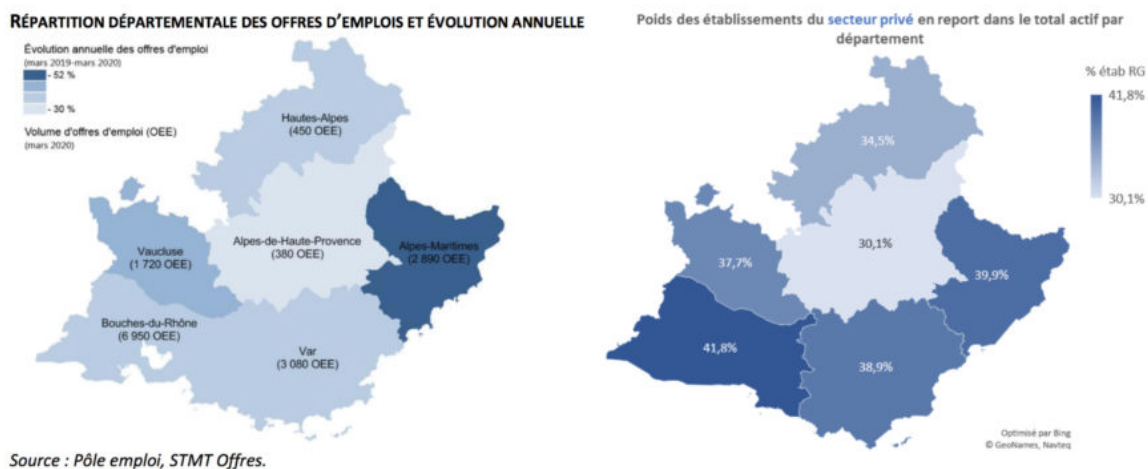 RÉPARTITION DÉPARTEMENTALE DES OFFRES D'EMPLOIS ET ÉVOLUTION ANNUELLE
Évolution annuelle des offres d'emploi
(mars 2019-mars 2020)
- 52 %
- 30 %
Volume d'offres d'emploi (OEE)
(mars 2020)
Hautes-Alpes
(450 OEE)
Alpes-de-Haute-Provence
(380 OEE)
Alpes-Maritimes
(2 890 OEE)
Vaucluse
(1 720 OEE)
Bouches-du-Rhône
(6 950 OEE)
Var
(3 080 OEE)
Source : Pôle emploi, STMT Offres.
Poids des établissements du secteur privé en report dans le total actif par
département
% étab RG
41,8%
30,1%
34,5%
30,1%
37,7%
39,9%
41,8%
38,9%
Optimisé par Bing
© GeoNames, Navteq